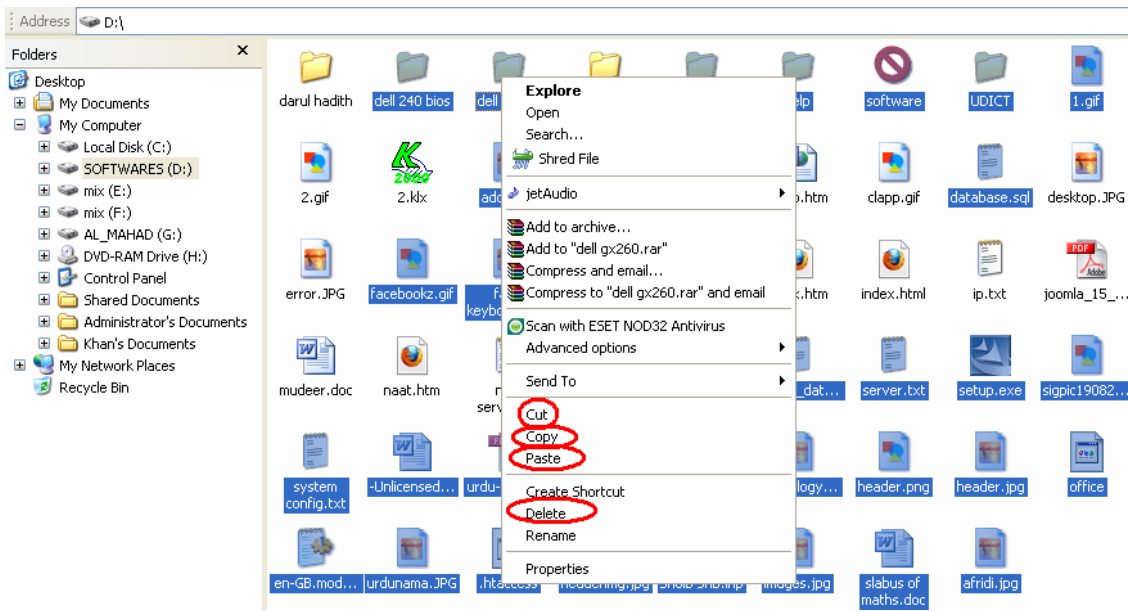 Address D:\
Folders
Desktop
My Documents
My Computer
Local Disk (C:)
SOFTWARES (D:)
mix (E:)
mix (F:)
AL_MAHAD (G:)
DVD-RAM Drive (H:)
Control Panel
Shared Documents
Administrator's Documents
Khan's Documents
My Network Places
Recycle Bin
darul hadith dell 240 bios dell software UDICT 1.gif
2.gif 2.klx .htm clapp.gif database.sql desktop.JPG
error.JPG facebookz.gif .htm index.html ip.txt joomla_15_...
mudeer.doc naat.htm _dat... server.txt setup.exe sigpic19082...
system -Unlicensed... urdu- logy... header.png header.jpg office
config.txt
en-GB.mod... urdunama.JPG .htaccess images.jpg slabus of afridi.jpg
maths.doc
Explore
Open
Search...
Shred File
jetAudio
Add to archive...
Add to "dell gx260.rar"
Compress and email...
Compress to "dell gx260.rar" and email
Scan with ESET NOD32 Antivirus
Advanced options
Send To
Cut
Copy
Paste
Create Shortcut
Delete
Rename
Properties